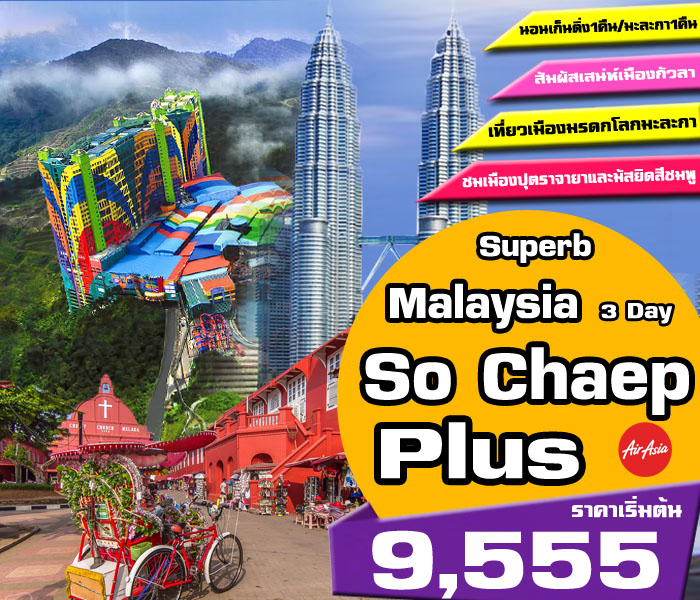 นอนเก็นติ้ง1คืน/มะละกา1คืน
สัมผัสเสน่ห์เมืองกัวลา
เที่ยวเมืองมรดกโลกมะละกา
ชมเมืองปุตราจายาและมัสยิดสีชมพู
Superb
Malaysia 3 Day
So Chaep
Plus
AirAsia
ราคาเริ่มต้น
9,555
CHRIST CHURCH MELAKA